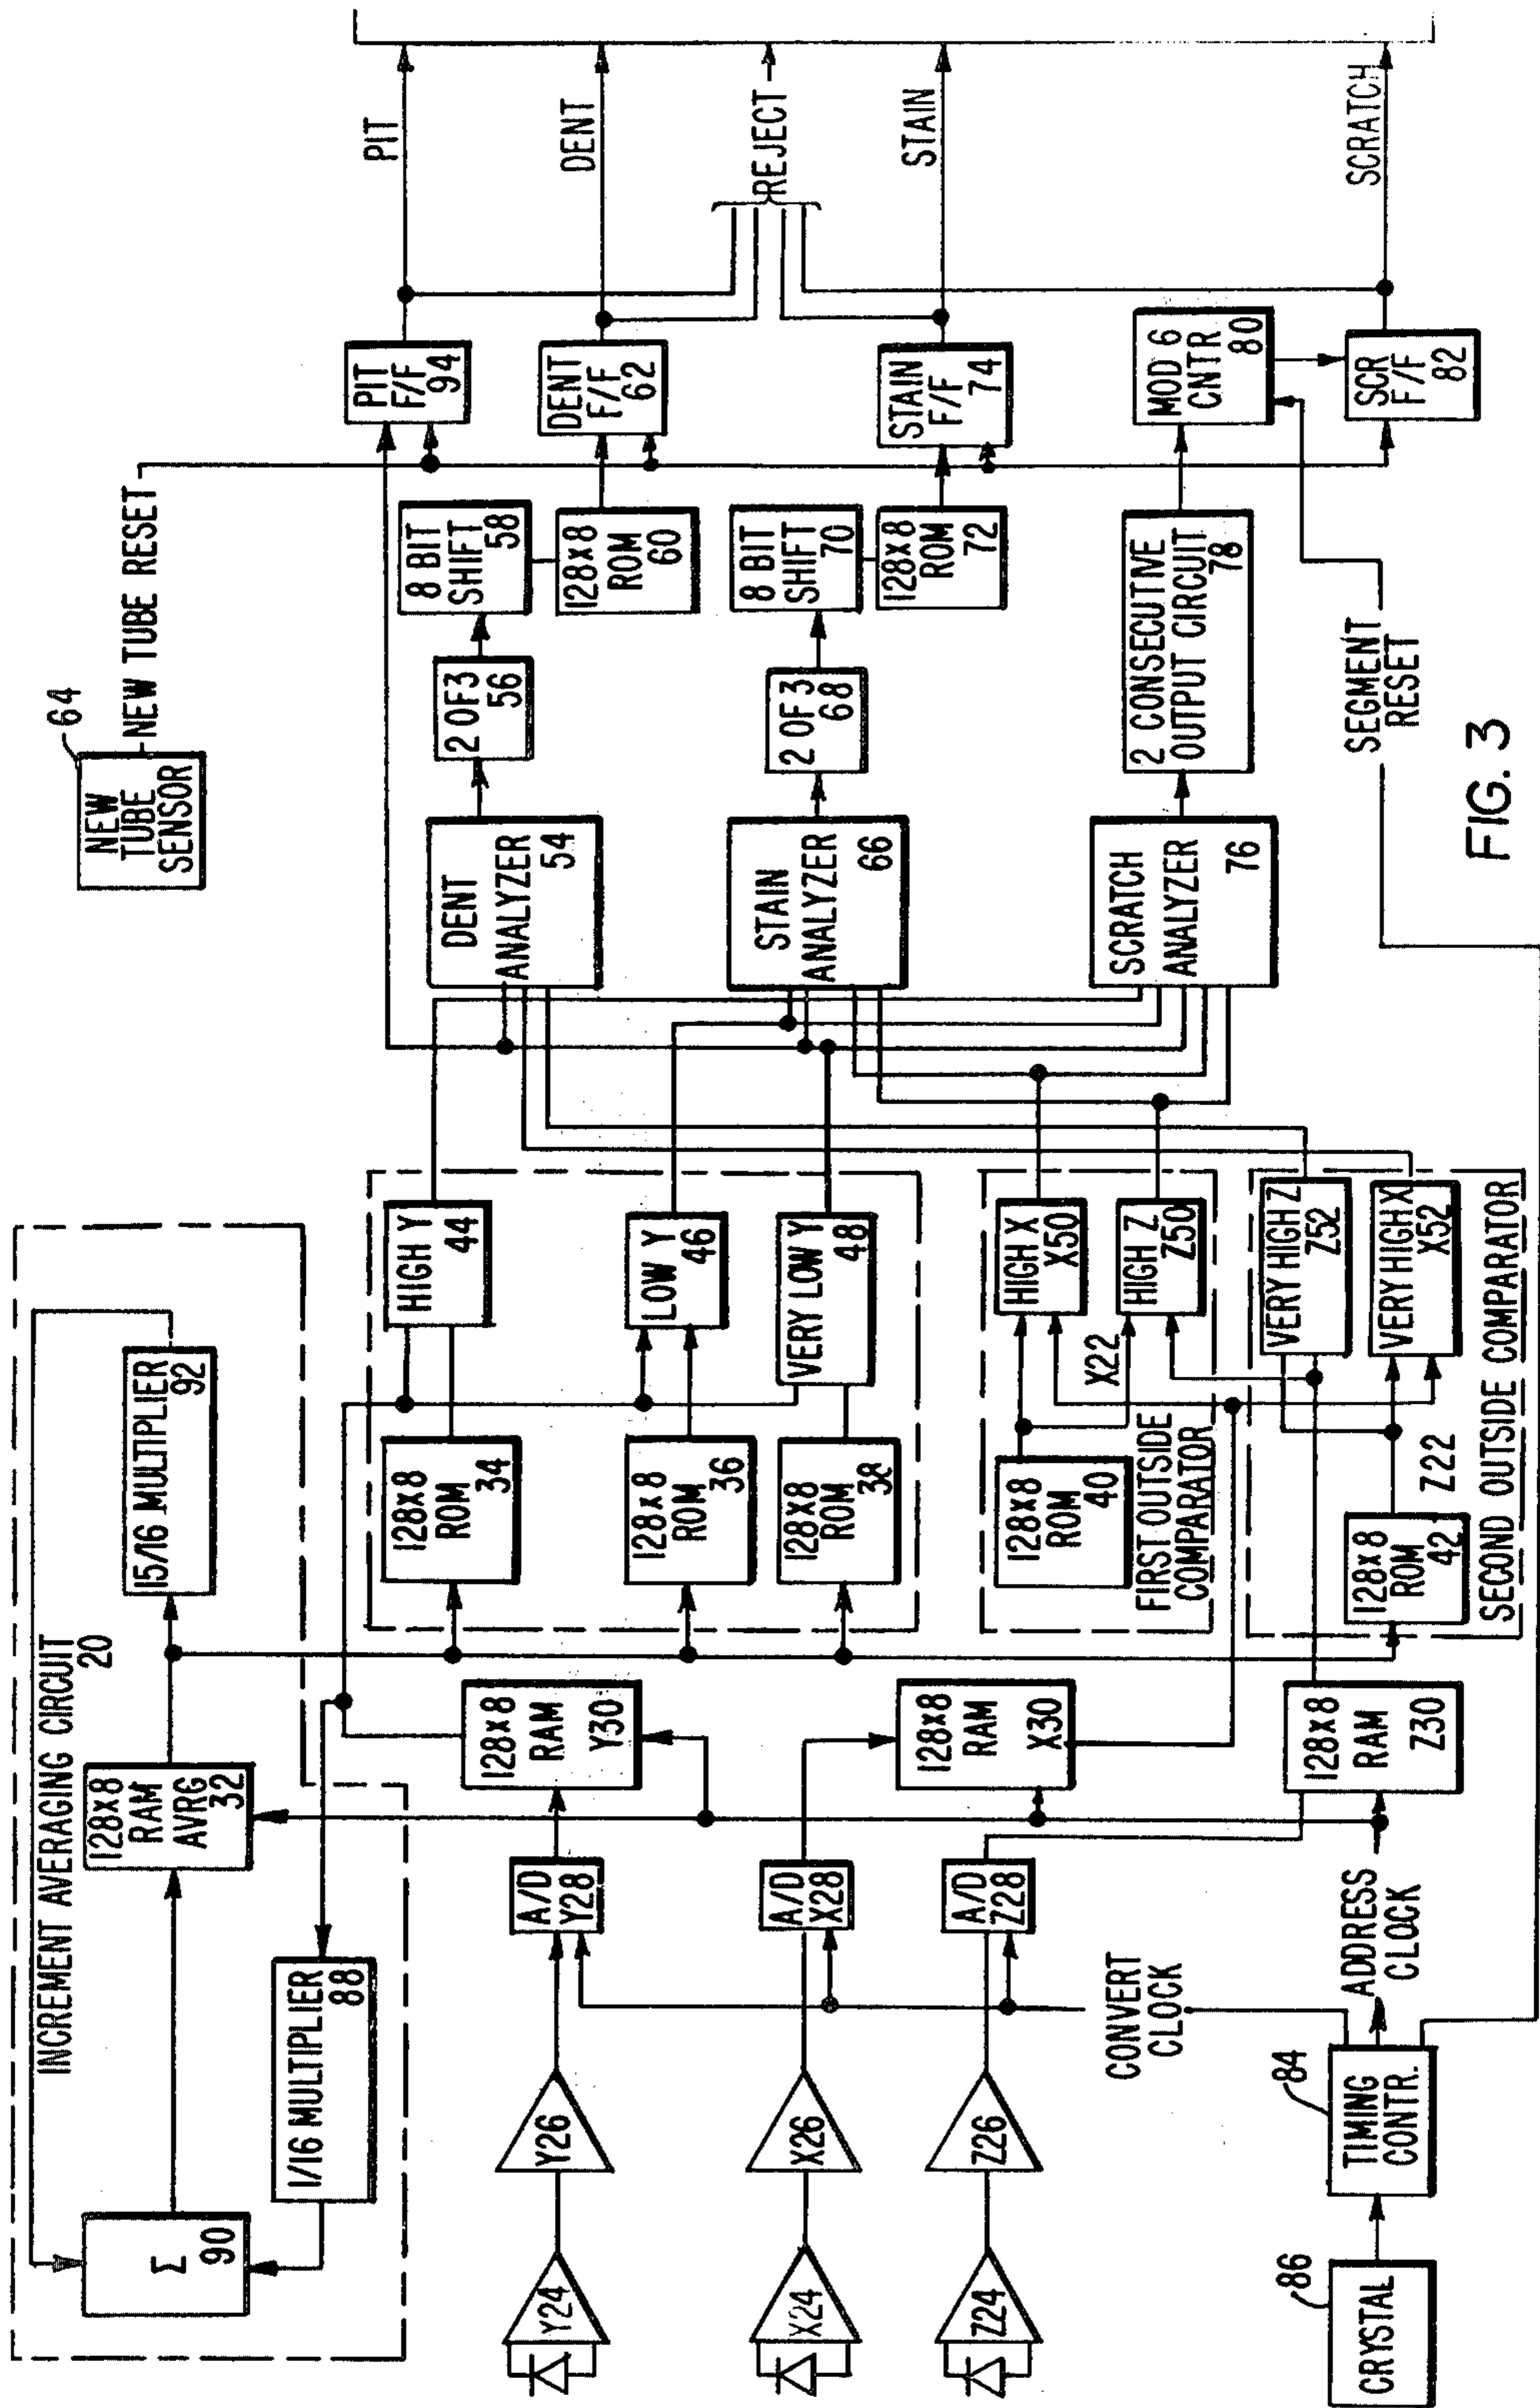 INCREMENT AVERAGING CIRCUIT
20
Σ
90
1/16 MULTIPLIER
88
128x8
RAM
AVRG
32
15/16 MULTIPLIER
92
NEW
TUBE
SENSOR
64
NEW TUBE RESET
Y24
Y26
A/D
Y28
128x8
RAM
Y30
X24
X26
A/D
X28
128x8
RAM
X30
Z24
Z26
A/D
Z28
128x8
RAM
Z30
CONVERT
CLOCK
ADDRESS
CLOCK
CRYSTAL
86
TIMING
CONTR.
84
128x8
ROM
34
HIGH Y
44
128x8
ROM
36
LOW Y
46
128x8
ROM
38
VERY LOW Y
48
128x8
ROM
40
FIRST OUTSIDE
COMPARATOR
HIGH X
X50
X22
HIGH Z
Z50
128x8
ROM
42
Z22
VERY HIGH Z
Z52
VERY HIGH X
X52
SECOND OUTSIDE COMPARATOR
DENT
ANALYZER
54
2 OF 3
56
8 BIT
SHIFT
58
128x8
ROM
60
STAIN
ANALYZER
66
2 OF 3
68
8 BIT
SHIFT
70
128x8
ROM
72
SCRATCH
ANALYZER
76
2 CONSECUTIVE
OUTPUT CIRCUIT
78
SEGMENT
RESET
PIT
F/F
94
DENT
F/F
62
STAIN
F/F
74
MOD 6
CNTR
80
SCR
F/F
82
PIT
DENT
REJECT
STAIN
SCRATCH
FIG. 3